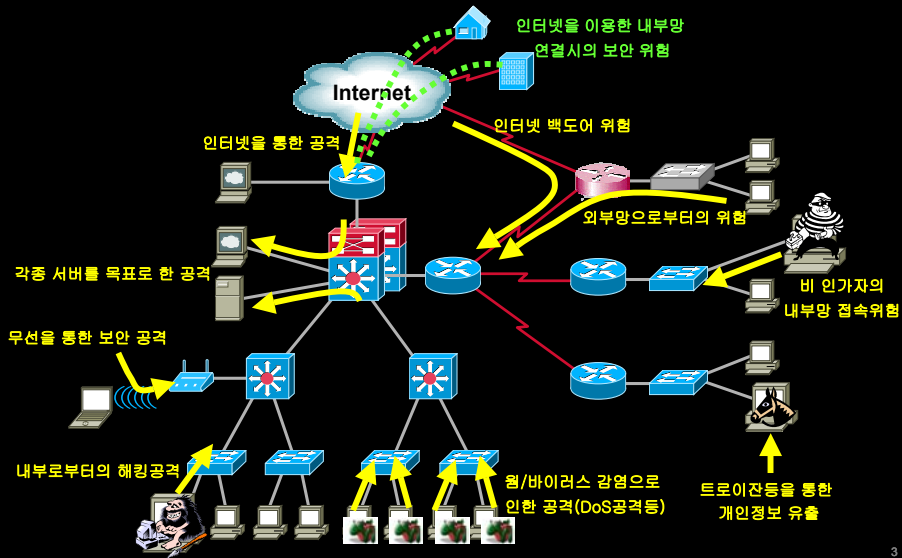 인터넷을 이용한 내부망
연결시의 보안 위험
Internet
인터넷 백도어 위험
인터넷을 통한 공격
외부망으로부터의 위험
각종 서버를 목표로 한 공격
비 인가자의
내부망 접속위험
무선을 통한 보안 공격
내부로부터의 해킹공격
웜/바이러스 감염으로
인한 공격(DoS공격등)
트로이잔등을 통한
개인정보 유출
3